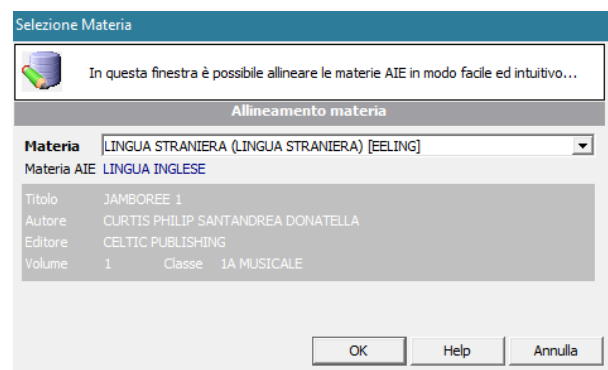 Selezione Materia
In questa finestra è possibile allineare le materie AIE in modo facile ed intuitivo...
Allineamento materia
Materia LINGUA STRANIERA (LINGUA STRANIERA) [EELING]
Materia AIE LINGUA INGLESE
Titolo JAMBOREE 1
Autore CURTIS PHILIP SANTANDREA DONATELLA
Editore CELTIC PUBLISHING
Volume 1 Classe 1A MUSICALE
OK Help Annulla